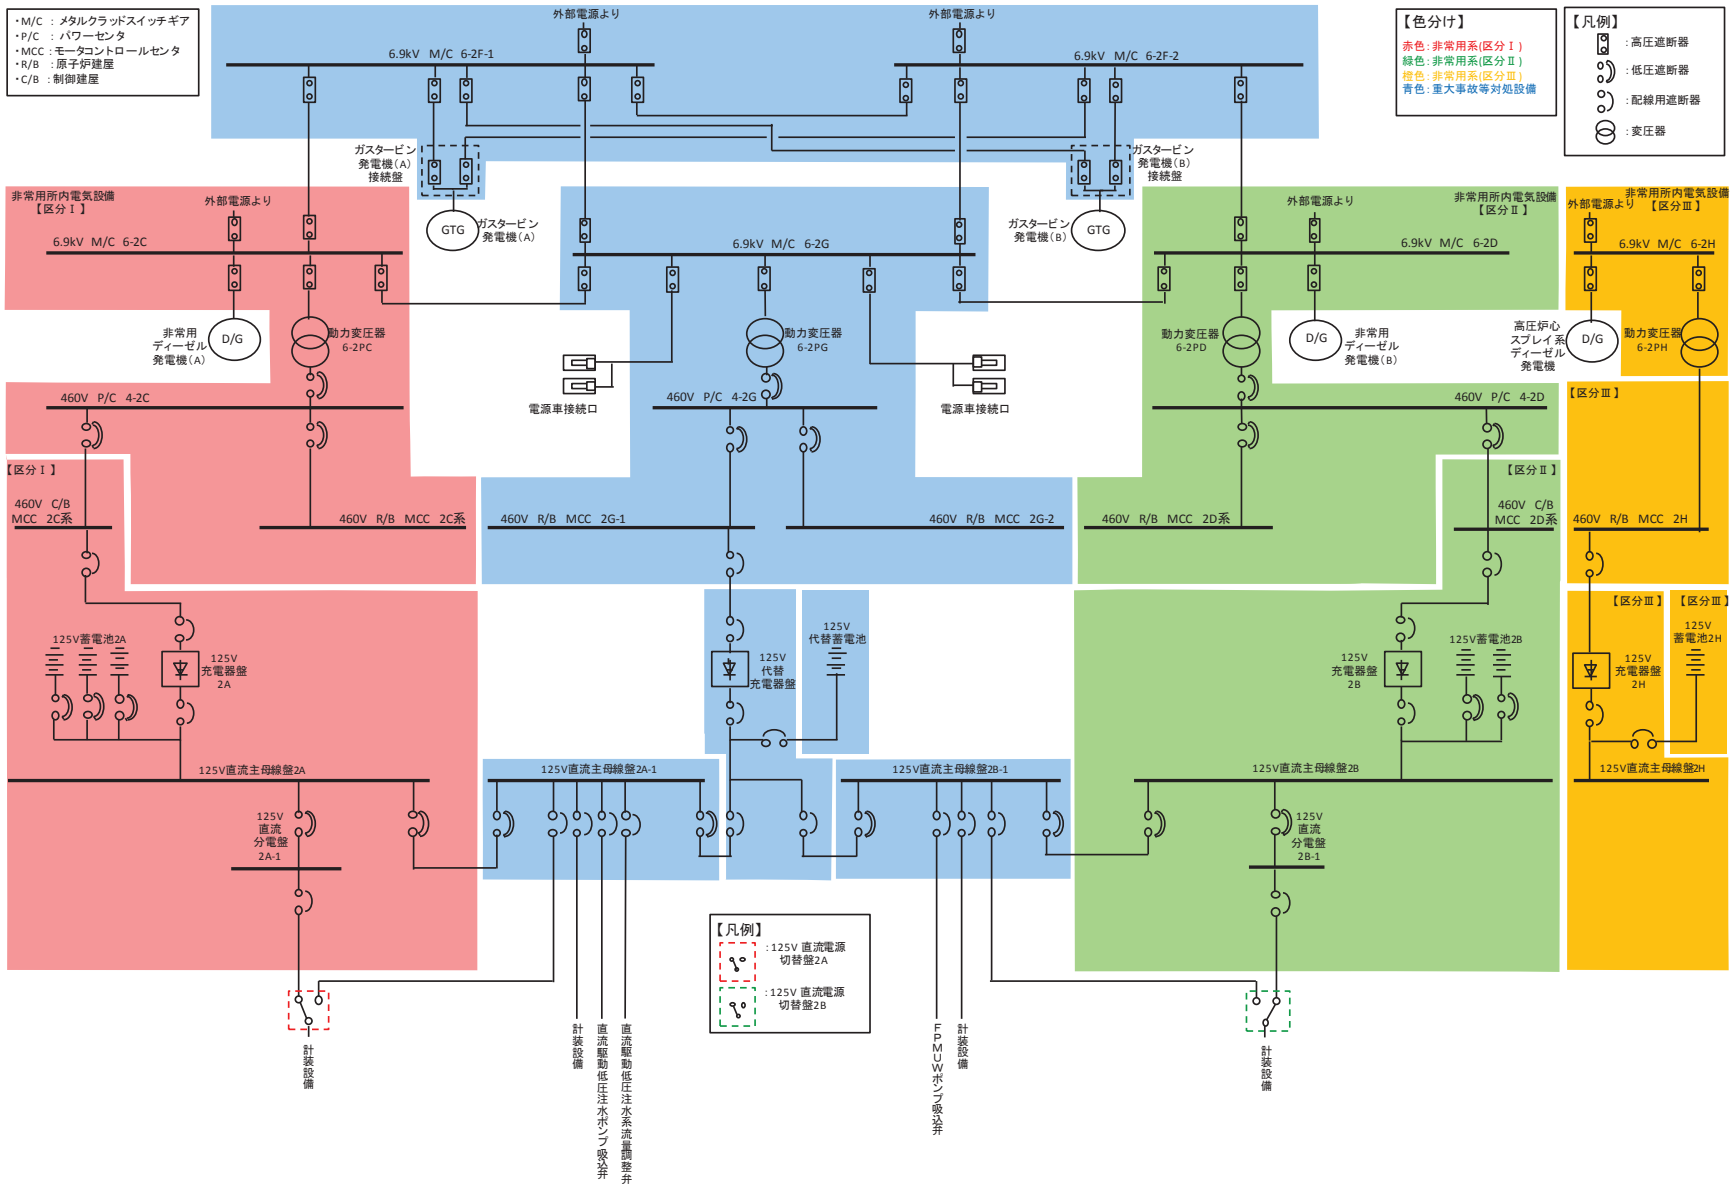 ・M/C : メタルクラッドスイッチギア
・P/C : パワーセンタ
・MCC : モータコントロールセンタ
・R/B : 原子炉建屋
・C/B : 制御建屋
外部電源より
外部電源より
6.9kV M/C 6-2F-1
6.9kV M/C 6-2F-2
【色分け】
赤色:非常用系(区分Ⅰ)
緑色:非常用系(区分Ⅱ)
橙色:非常用系(区分Ⅲ)
青色:重大事故等対処設備
【凡例】
:高圧遮断器
:低圧遮断器
:配線用遮断器
:変圧器
ガスタービン
発電機(A)
接続盤
ガスタービン
発電機(B)
接続盤
GTG
ガスタービン
発電機(A)
ガスタービン
発電機(B)
GTG
非常用所内電気設備
【区分Ⅰ】
外部電源より
6.9kV M/C 6-2C
6.9kV M/C 6-2G
外部電源より
非常用所内電気設備
【区分Ⅱ】
6.9kV M/C 6-2D
非常用所内電気設備
【区分Ⅲ】
外部電源より
6.9kV M/C 6-2H
非常用
ディーゼル
発電機(A)
D/G
動力変圧器
6-2PC
動力変圧器
6-2PG
動力変圧器
6-2PD
D/G
非常用
ディーゼル
発電機(B)
高圧炉心
スプレイ系
ディーゼル
発電機
D/G
動力変圧器
6-2PH
電源車接続口
電源車接続口
460V P/C 4-2C
460V P/C 4-2G
460V P/C 4-2D
【区分Ⅲ】
【区分Ⅰ】
【区分Ⅱ】
460V C/B
MCC 2C系
460V R/B MCC 2C系
460V R/B MCC 2G-1
460V R/B MCC 2G-2
460V R/B MCC 2D系
460V C/B
MCC 2D系
460V R/B MCC 2H
【区分Ⅲ】
【区分Ⅲ】
125V蓄電池2A
125V
充電器盤
2A
125V
代替
充電器盤
125V
代替蓄電池
125V
充電器盤
2B
125V蓄電池2B
125V
充電器盤
2H
125V
蓄電池2H
125V直流主母線盤2A
125V直流主母線盤2A-1
125V直流主母線盤2B-1
125V直流主母線盤2B
125V直流主母線盤2H
125V
直流
分電盤
2A-1
125V
直流
分電盤
2B-1
【凡例】
:125V 直流電源
切替盤2A
:125V 直流電源
切替盤2B
計装設備
計装設備
直流駆動低圧注水ポンプ吸込弁
直流駆動低圧注水系流量調整弁
FPMUWポンプ吸込弁
計装設備
計装設備